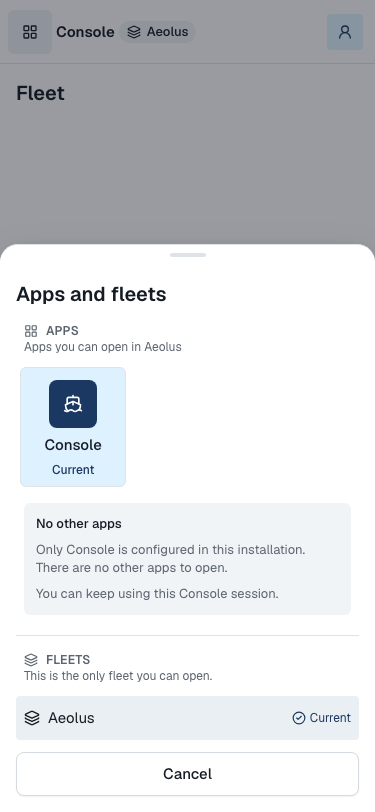 Console Aeolus
Fleet
Apps and fleets
APPS
Apps you can open in Aeolus
Console
Current
No other apps
Only Console is configured in this installation.
There are no other apps to open.
You can keep using this Console session.
FLEETS
This is the only fleet you can open.
Aeolus Current
Cancel